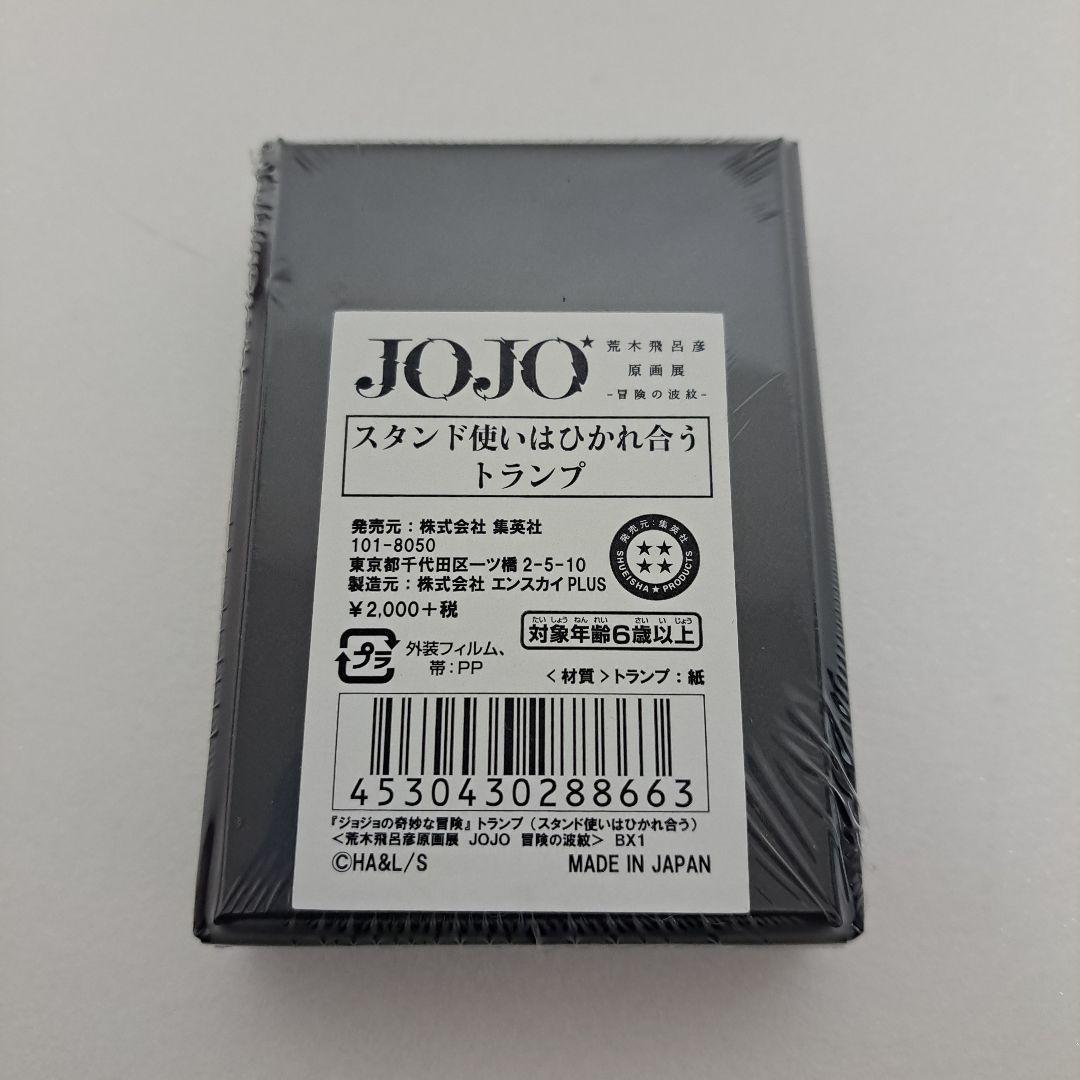 JOJO★
荒木飛呂彦
原画展
-冒険の波紋-
スタンド使いはひかれ合う
トランプ
発売元：株式会社 集英社
101-8050
東京都千代田区一ツ橋 2-5-10
製造元：株式会社 エンスカイPLUS
￥2,000＋税
発売元：集英社
SHUEISHA★PRODUCTS
たいしょうねんれい さいいじょう
対象年齢6歳以上
プラ
外装フィルム、
帯：PP
＜材質＞トランプ：紙
4530430288663
『ジョジョの奇妙な冒険』トランプ（スタンド使いはひかれ合う）
＜荒木飛呂彦原画展 JOJO 冒険の波紋＞ BX1
©HA&L/S
MADE IN JAPAN